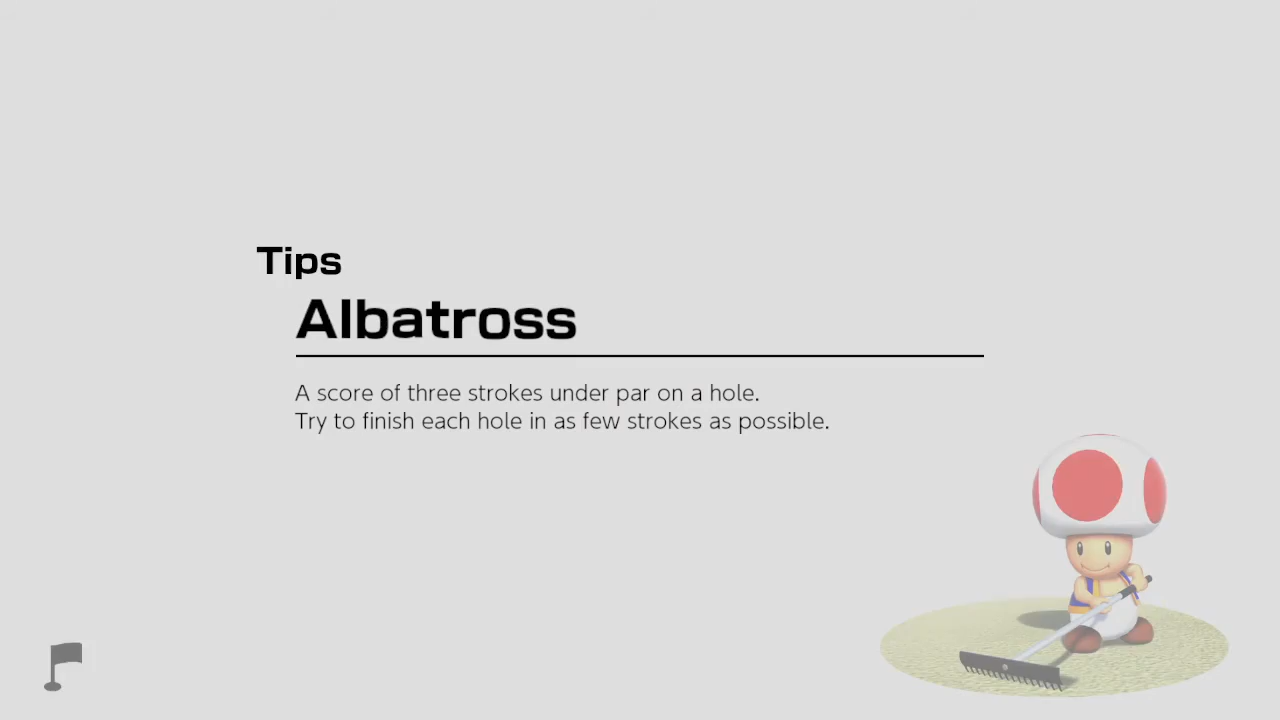 Tips
Albatross
A score of three strokes under par on a hole.
Try to finish each hole in as few strokes as possible.